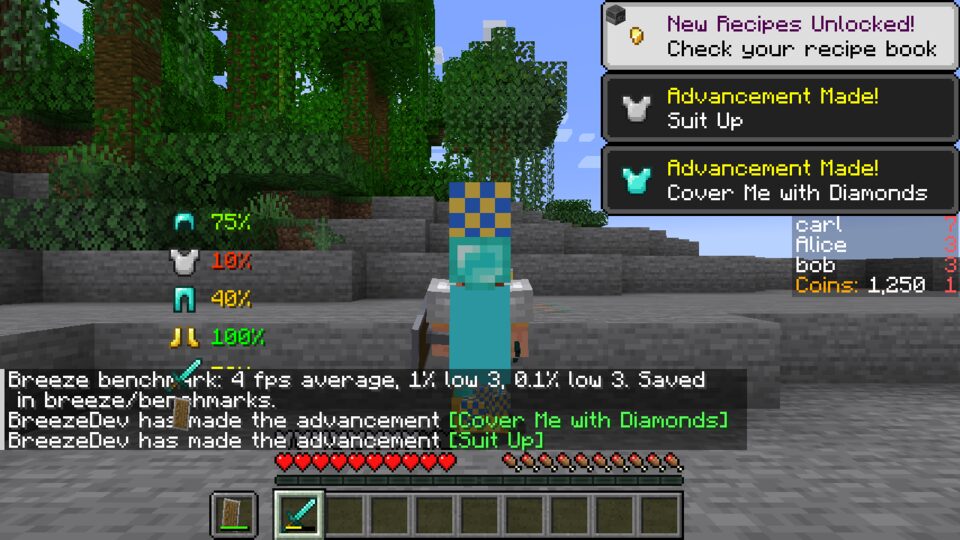 New Recipes Unlocked!
Check your recipe book
Advancement Made!
Suit Up
Advancement Made!
Cover Me with Diamonds
carl 7
Alice 3
bob 3
Coins: 1,250 1
75%
10%
40%
100%
Breeze benchmark: 4 fps average, 1% low 3, 0.1% low 3. Saved
in breeze/benchmarks.
BreezeDev has made the advancement [Cover Me with Diamonds]
BreezeDev has made the advancement [Suit Up]